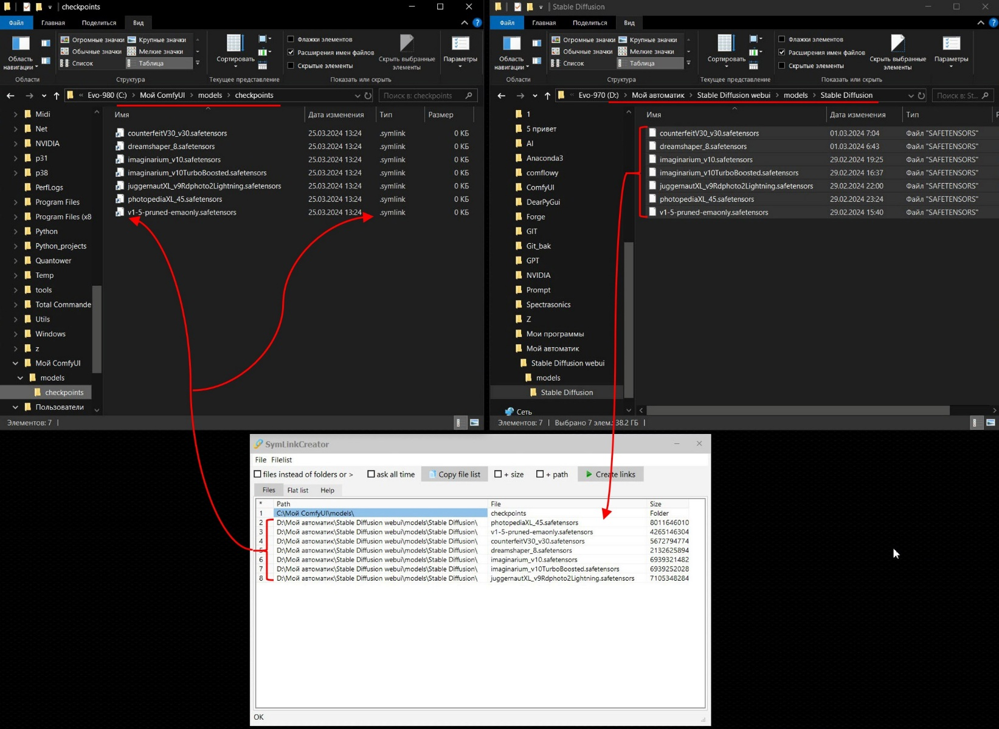 checkpoints
Файл Главная Поделиться Вид
Область навигации
Огромные значки Крупные значки
Обычные значки Мелкие значки
Список Таблица
Сортировать
Флажки элементов
Расширения имен файлов
Скрытые элементы
Скрыть выбранные элементы
Параметры
Области Структура Текущее представление Показать или скрыть
« Evo-980 (C:) > Мой ComfyUI > models > checkpoints
Поиск в: checkpoints
Midi
Net
NVIDIA
p31
p38
PerfLogs
Program Files
Program Files (x8
Python
Python_projects
Quantower
Temp
tools
Total Commande
Utils
Windows
z
Мой ComfyUI
models
checkpoints
Пользователи
Имя Дата изменения Тип Размер
counterfeitV30_v30.safetensors 25.03.2024 13:24 .symlink 0 КБ
dreamshaper_8.safetensors 25.03.2024 13:24 .symlink 0 КБ
imaginarium_v10.safetensors 25.03.2024 13:24 .symlink 0 КБ
imaginarium_v10TurboBoosted.safetensors 25.03.2024 13:24 .symlink 0 КБ
juggernautXL_v9Rdphoto2Lightning.safetensors 25.03.2024 13:24 .symlink 0 КБ
photopediaXL_45.safetensors 25.03.2024 13:24 .symlink 0 КБ
v1-5-pruned-emaonly.safetensors 25.03.2024 13:24 .symlink 0 КБ
Элементов: 7
Stable Diffusion
Файл Главная Поделиться Вид
Область навигации
Огромные значки Крупные значки
Обычные значки Мелкие значки
Список Таблица
Сортировать
Флажки элементов
Расширения имен файлов
Скрытые элементы
Скрыть выбранные элементы
Параметры
Области Структура Текущее представление Показать или скрыть
« Evo-970 (D:) > Мой автоматик > Stable Diffusion webui > models > Stable Diffusion
Поиск в: St...
1
5 привет
AI
Anaconda3
comflowy
ComfyUI
DearPyGui
Forge
GIT
Git_bak
GPT
NVIDIA
Prompt
Spectrasonics
Z
Мои программы
Мой автоматик
Stable Diffusion webui
models
Stable Diffusion
Сеть
Имя Дата изменения Тип
counterfeitV30_v30.safetensors 01.03.2024 7:04 Файл "SAFETENSORS"
dreamshaper_8.safetensors 01.03.2024 6:43 Файл "SAFETENSORS"
imaginarium_v10.safetensors 29.02.2024 19:25 Файл "SAFETENSORS"
imaginarium_v10TurboBoosted.safetensors 29.02.2024 16:37 Файл "SAFETENSORS"
juggernautXL_v9Rdphoto2Lightning.safetensors 29.02.2024 22:00 Файл "SAFETENSORS"
photopediaXL_45.safetensors 29.02.2024 23:24 Файл "SAFETENSORS"
v1-5-pruned-emaonly.safetensors 29.02.2024 15:40 Файл "SAFETENSORS"
Элементов: 7 Выбрано 7 элем.: 38.2 ГБ
SymLinkCreator
File Filelist
files instead of folders or > ask all time Copy file list + size + path Create links
Files Flat list Help
* Path File Size
1 C:\Мой ComfyUI\models\ checkpoints Folder
2 D:\Мой автоматик\Stable Diffusion webui\models\Stable Diffusion\ photopediaXL_45.safetensors 8011646010
3 D:\Мой автоматик\Stable Diffusion webui\models\Stable Diffusion\ v1-5-pruned-emaonly.safetensors 4265146304
4 D:\Мой автоматик\Stable Diffusion webui\models\Stable Diffusion\ counterfeitV30_v30.safetensors 5672794774
5 D:\Мой автоматик\Stable Diffusion webui\models\Stable Diffusion\ dreamshaper_8.safetensors 2132625894
6 D:\Мой автоматик\Stable Diffusion webui\models\Stable Diffusion\ imaginarium_v10.safetensors 6939321482
7 D:\Мой автоматик\Stable Diffusion webui\models\Stable Diffusion\ imaginarium_v10TurboBoosted.safetensors 6939252028
8 D:\Мой автоматик\Stable Diffusion webui\models\Stable Diffusion\ juggernautXL_v9Rdphoto2Lightning.safetensors 7105348284
OK